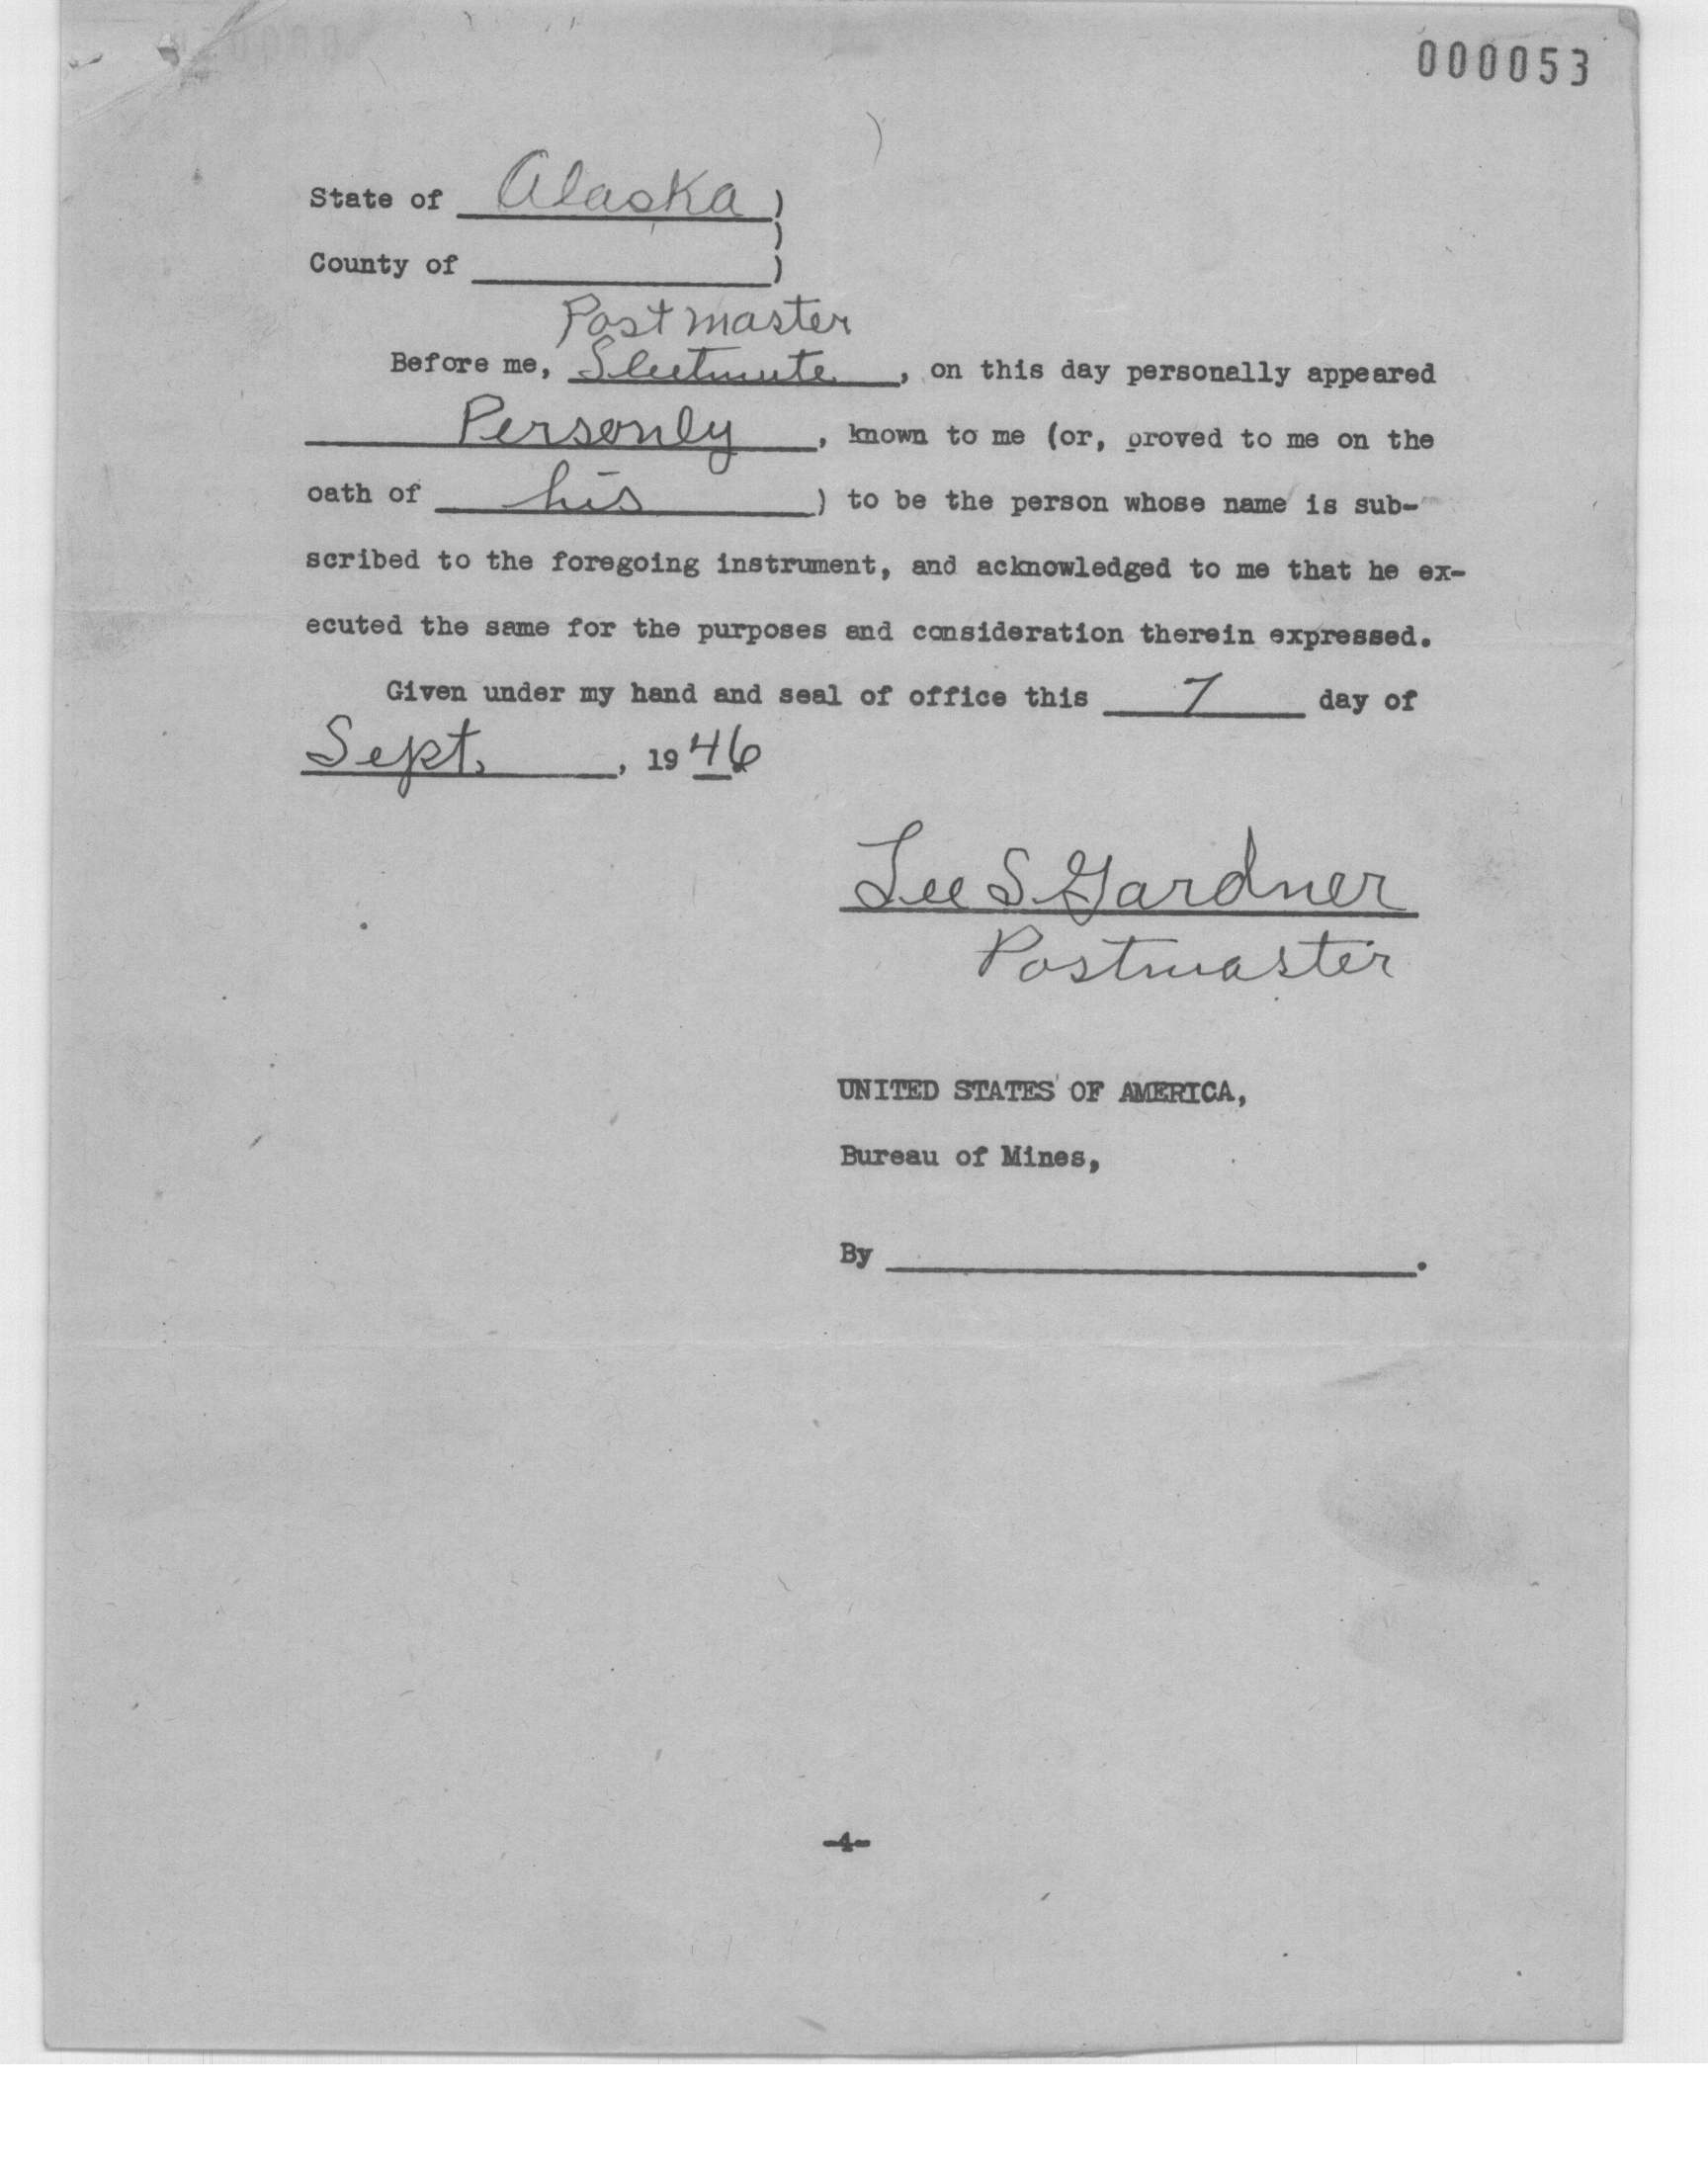 000053
State of Alaska )
)
County of ____________ )
Postmaster
Before me, Sleetmute, on this day personally appeared
Personly, known to me (or, proved to me on the
oath of his ) to be the person whose name is sub-
scribed to the foregoing instrument, and acknowledged to me that he ex-
ecuted the same for the purposes and consideration therein expressed.
Given under my hand and seal of office this 7 day of
Sept., 1946
Lee S. Gardner
Postmaster
UNITED STATES OF AMERICA,
Bureau of Mines,
By ____________.
-4-